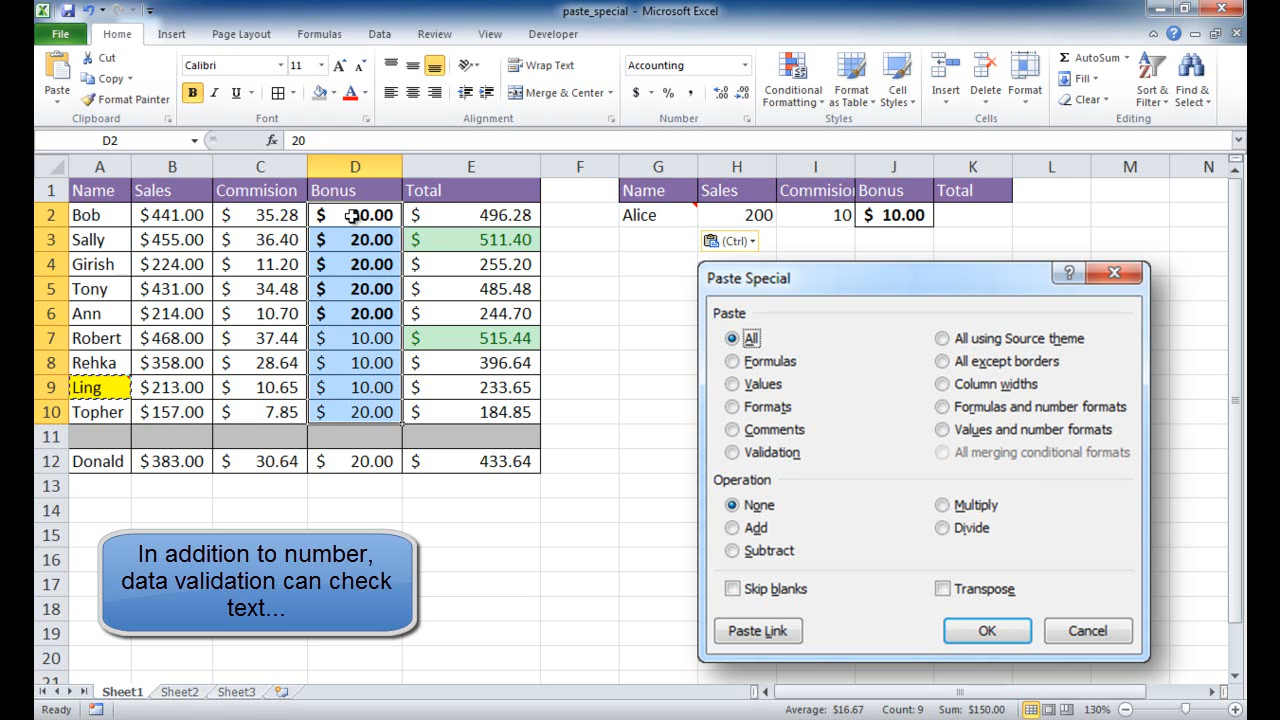 paste_special - Microsoft Excel
File Home Insert Page Layout Formulas Data Review View Developer
Cut
Calibri 11 Wrap Text Accounting Σ AutoSum
Copy
Paste Format Painter B I U Merge & Center $ % , Conditional Formatting Format as Table Cell Styles Insert Delete Format Fill Clear Sort & Filter Find & Select
Clipboard Font Alignment Number Styles Cells Editing
D2 fx 20
A B C D E F G H I J K L M N
1 Name Sales Commision Bonus Total Name Sales Commision Bonus Total
2 Bob $441.00 $ 35.28 $ $ 496.28 Alice 200 10 $ 10.00
3 Sally $455.00 $ 36.40 $ 20.00 $ 511.40 (Ctrl)
4 Girish $224.00 $ 11.20 $ 20.00 $ 255.20
5 Tony $431.00 $ 34.48 $ 20.00 $ 485.48
6 Ann $214.00 $ 10.70 $ 20.00 $ 244.70
7 Robert $468.00 $ 37.44 $ 10.00 $ 515.44
8 Rehka $358.00 $ 28.64 $ 10.00 $ 396.64
9 Ling $213.00 $ 10.65 $ 10.00 $ 233.65
10 Topher $157.00 $ 7.85 $ 20.00 $ 184.85
11
12 Donald $383.00 $ 30.64 $ 20.00 $ 433.64
13
14
15
16
17
18
19
20
21
In addition to number,
data validation can check
text...
Paste Special
Paste
All All using Source theme
Formulas All except borders
Values Column widths
Formats Formulas and number formats
Comments Values and number formats
Validation All merging conditional formats
Operation
None Multiply
Add Divide
Subtract
Skip blanks Transpose
Paste Link OK Cancel
Sheet1 Sheet2 Sheet3
Ready Average: $16.67 Count: 9 Sum: $150.00 130%